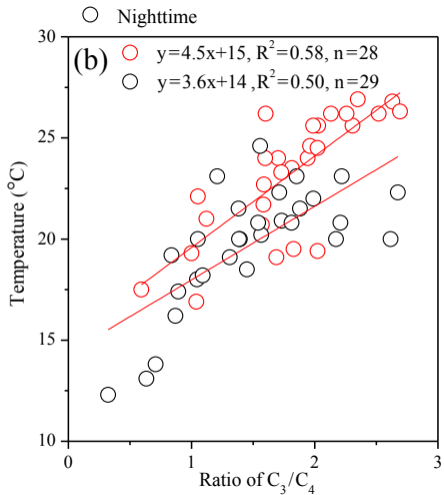 Nighttime
30
(b)
y=4.5x+15, R²=0.58, n=28
y=3.6x+14 ,R²=0.50, n=29
25
20
15
10
Temperature (°C)
0 1 2 3
Ratio of C₃/C₄